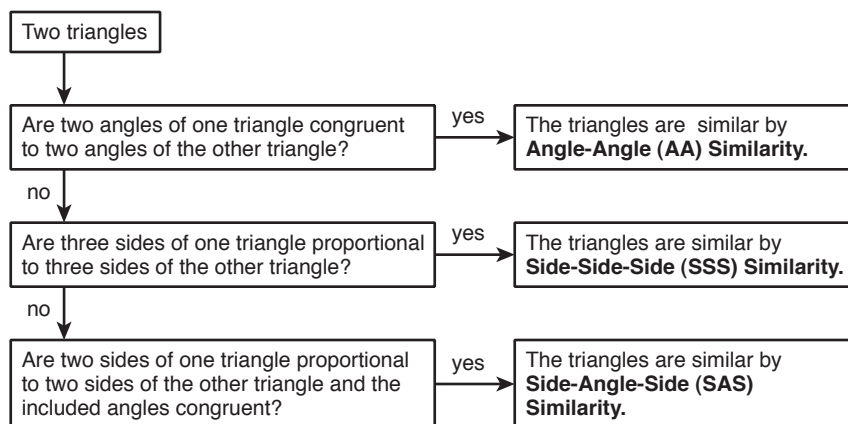 Two triangles
Are two angles of one triangle congruent
to two angles of the other triangle?
yes
The triangles are similar by
Angle-Angle (AA) Similarity.
no
Are three sides of one triangle proportional
to three sides of the other triangle?
yes
The triangles are similar by
Side-Side-Side (SSS) Similarity.
no
Are two sides of one triangle proportional
to two sides of the other triangle and the
included angles congruent?
yes
The triangles are similar by
Side-Angle-Side (SAS)
Similarity.